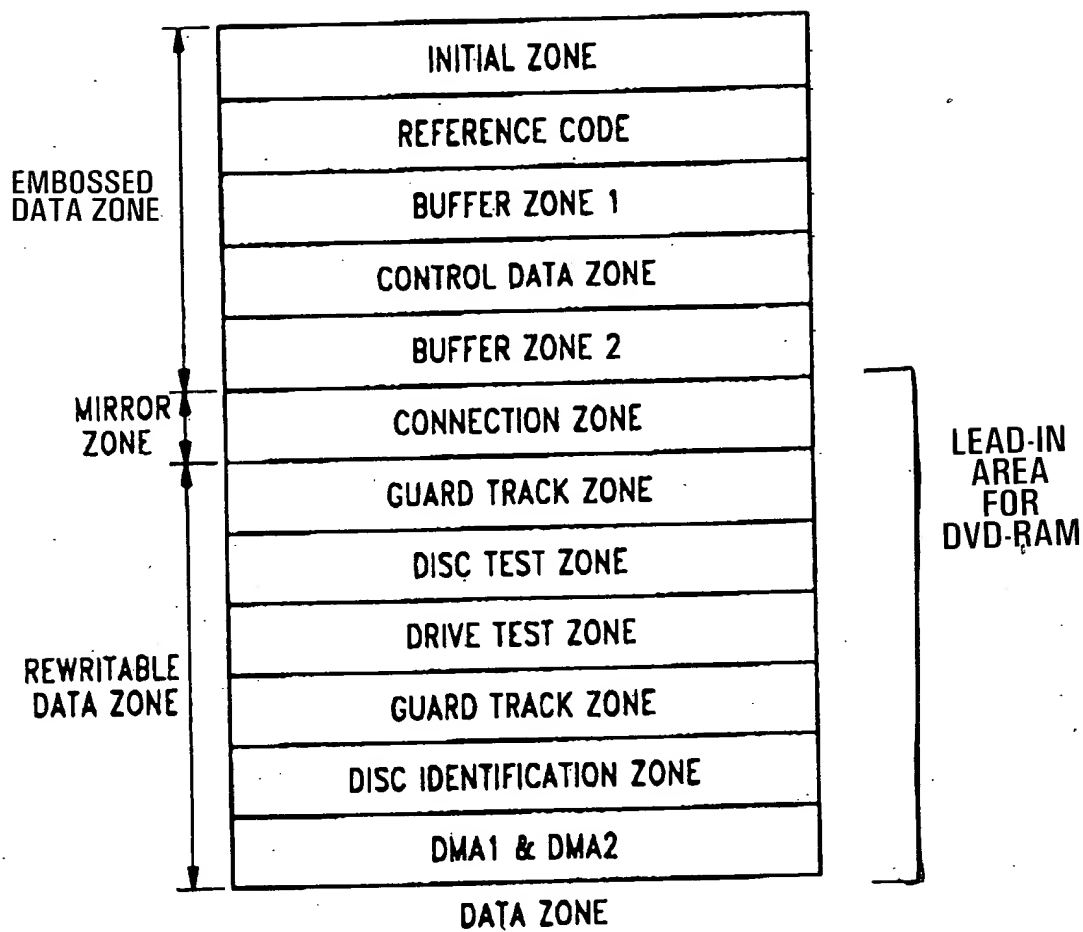 INITIAL ZONE
REFERENCE CODE
BUFFER ZONE 1
CONTROL DATA ZONE
BUFFER ZONE 2
CONNECTION ZONE
GUARD TRACK ZONE
DISC TEST ZONE
DRIVE TEST ZONE
GUARD TRACK ZONE
DISC IDENTIFICATION ZONE
DMA1 & DMA2
DATA ZONE
EMBOSSED
DATA ZONE
MIRROR
ZONE
REWRITABLE
DATA ZONE
LEAD-IN
AREA
FOR
DVD-RAM